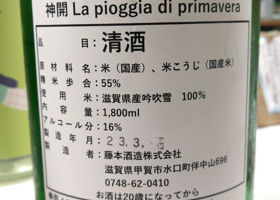 神開 La pioggia di primavera
品目：清酒
原材料名：米（国産）、米こうじ（国産米）
精米歩合：55%
使用米：滋賀県産吟吹雪 100%
内容量：1,800ml
アルコール分：16%
製造年月 23.3.
製造者：藤本酒造株式会社
滋賀県甲賀市水口町伴中山696
0748-62-0410
お酒は20歳になってから